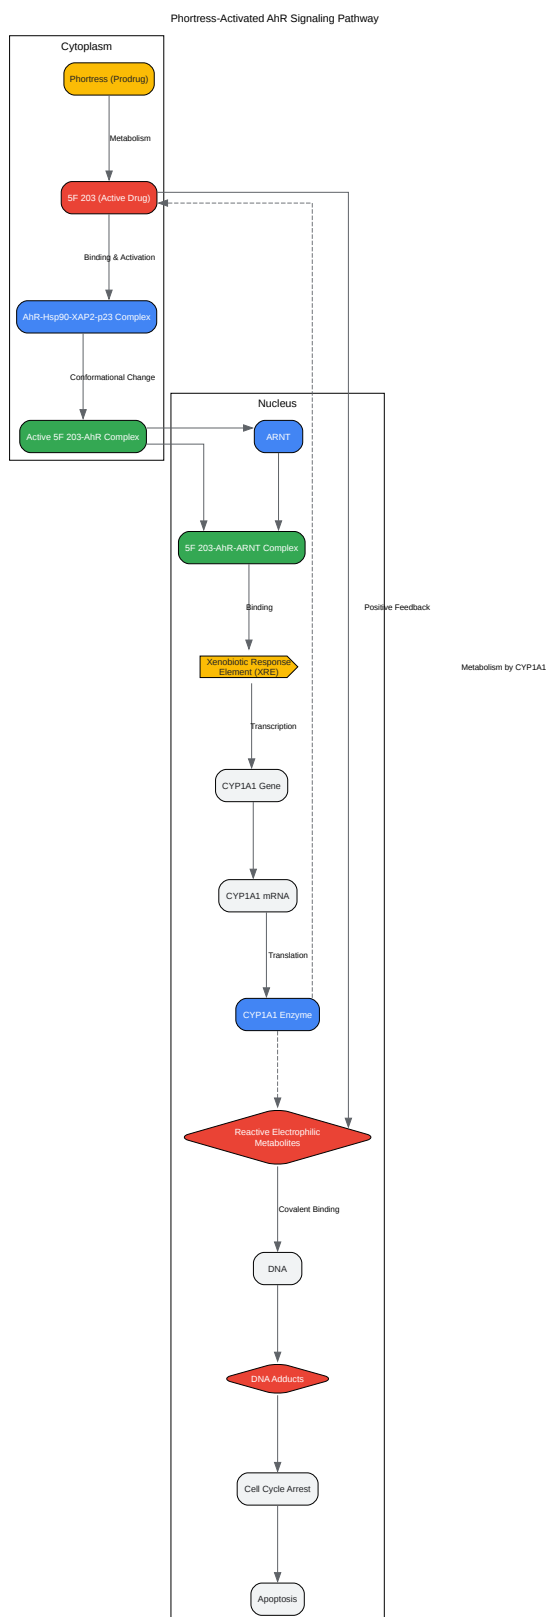 Phortress-Activated AhR Signaling Pathway
Cytoplasm
Phortress (Prodrug)
Metabolism
5F 203 (Active Drug)
Binding & Activation
AhR-Hsp90-XAP2-p23 Complex
Conformational Change
Nucleus
Active 5F 203-AhR Complex
ARNT
5F 203-AhR-ARNT Complex
Binding
Positive Feedback
Xenobiotic Response
Element (XRE)
Metabolism by CYP1A1
Transcription
CYP1A1 Gene
CYP1A1 mRNA
Translation
CYP1A1 Enzyme
Reactive Electrophilic
Metabolites
Covalent Binding
DNA
DNA Adducts
Cell Cycle Arrest
Apoptosis